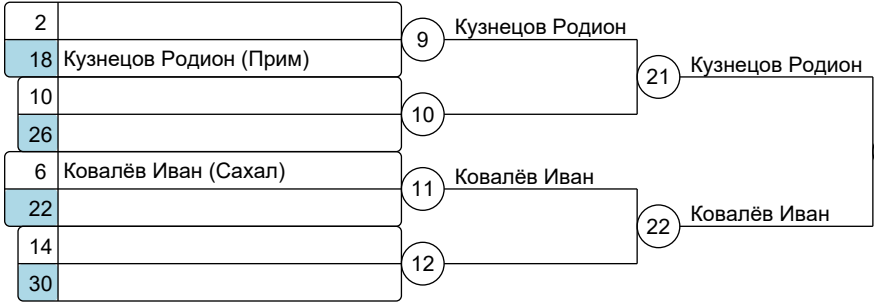 2
9 Кузнецов Родион
18 Кузнецов Родион (Прим)
21 Кузнецов Родион
10
10
26
6 Ковалёв Иван (Сахал)
11 Ковалёв Иван
22
22 Ковалёв Иван
14
12
30